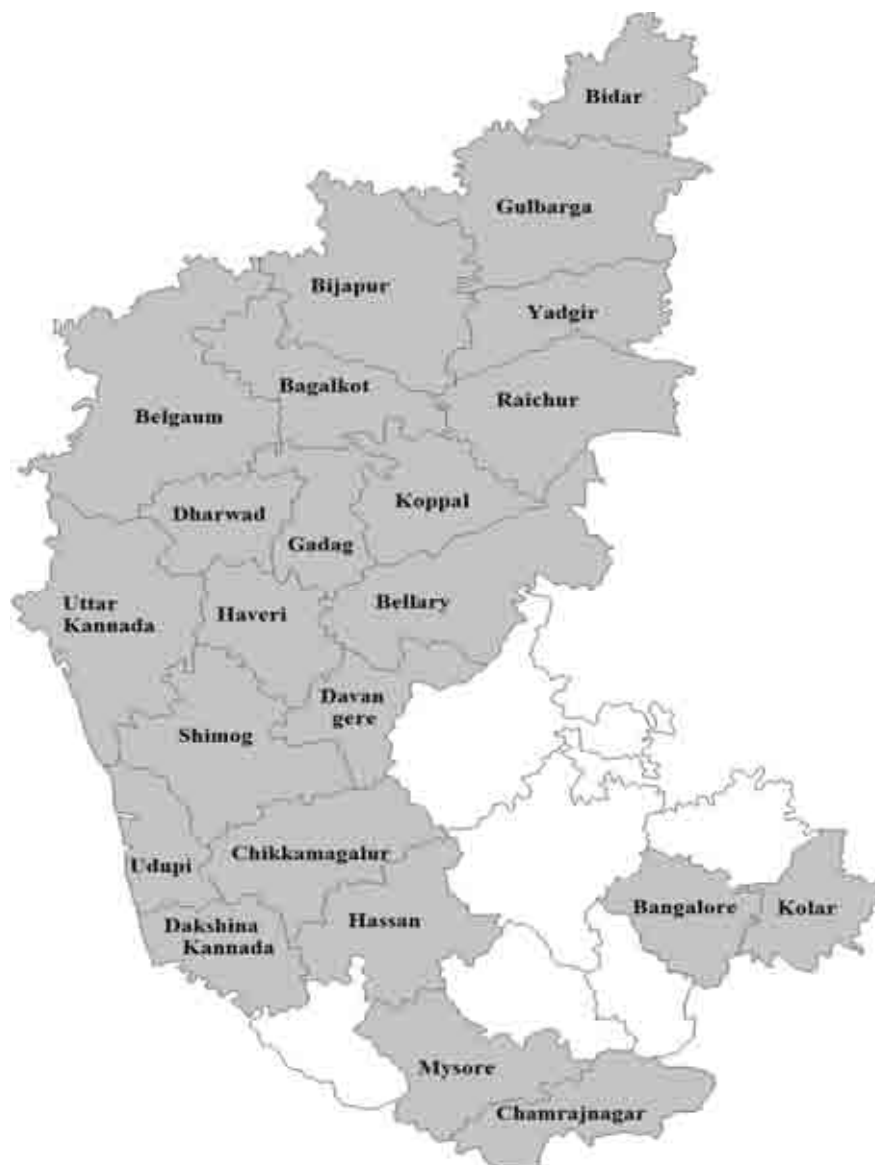 Bidar
Gulbarga
Bijapur
Yadgir
Bagalkot
Raichur
Belgaum
Koppal
Dharwad
Gadag
Uttar
Kannada
Haveri
Bellary
Davan
gere
Shimog
Udupi
Chikkamagalur
Bangalore
Kolar
Dakshina
Kannada
Hassan
Mysore
Chamrajnagar